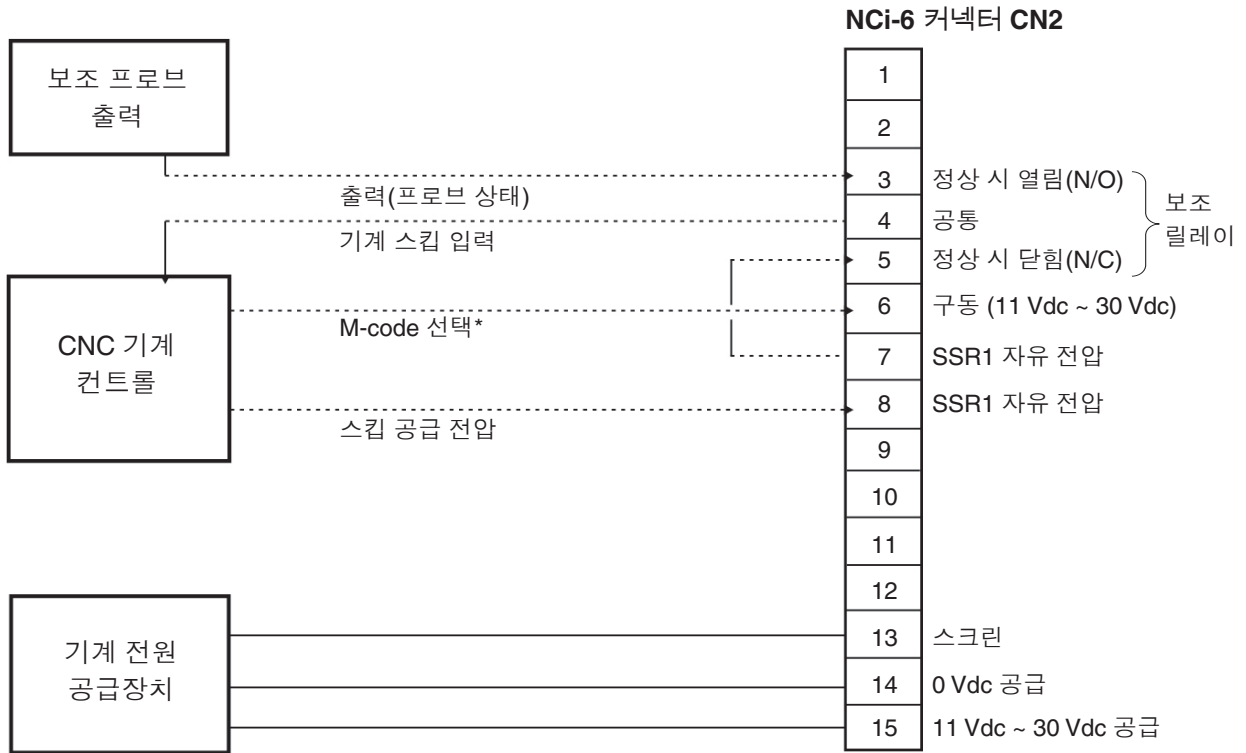 NCi-6 커넥터 CN2
보조 프로브
출력
1
2
출력(프로브 상태)
3
정상 시 열림(N/O)
기계 스킵 입력
4
공통
5
정상 시 닫힘(N/C)
보조
릴레이
CNC 기계
컨트롤
M-code 선택*
6
구동 (11 Vdc ~ 30 Vdc)
7
SSR1 자유 전압
스킵 공급 전압
8
SSR1 자유 전압
9
10
11
12
기계 전원
공급장치
13
스크린
14
0 Vdc 공급
15
11 Vdc ~ 30 Vdc 공급